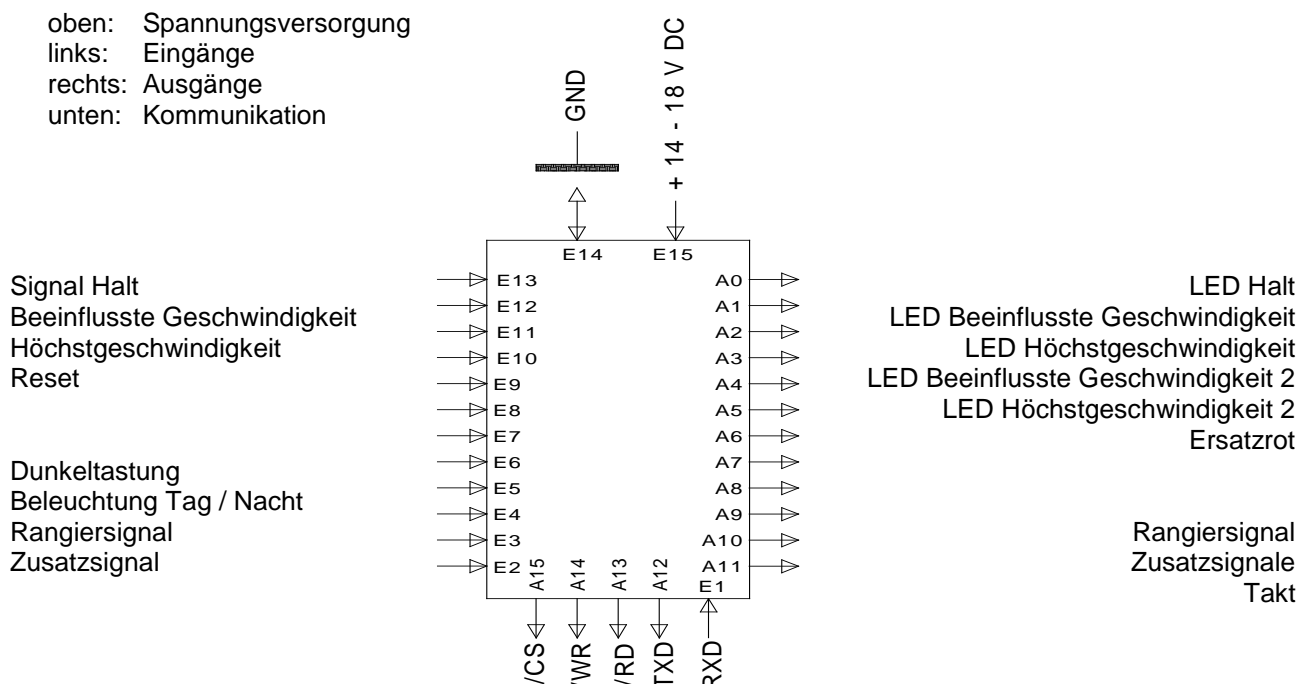 oben: Spannungsversorgung
links: Eingänge
rechts: Ausgänge
unten: Kommunikation
GND
+ 14 - 18 V DC
E14
E15
Signal Halt
Beeinflusste Geschwindigkeit
Höchstgeschwindigkeit
Reset
Dunkeltastung
Beleuchtung Tag / Nacht
Rangiersignal
Zusatzsignal
E13
E12
E11
E10
E9
E8
E7
E6
E5
E4
E3
E2
A0
A1
A2
A3
A4
A5
A6
A7
A8
A9
A10
A11
LED Halt
LED Beeinflusste Geschwindigkeit
LED Höchstgeschwindigkeit
LED Beeinflusste Geschwindigkeit 2
LED Höchstgeschwindigkeit 2
Ersatzrot
Rangiersignal
Zusatzsignale
Takt
A15
A14
A13
A12
E1
/CS
/WR
/RD
TXD
RXD